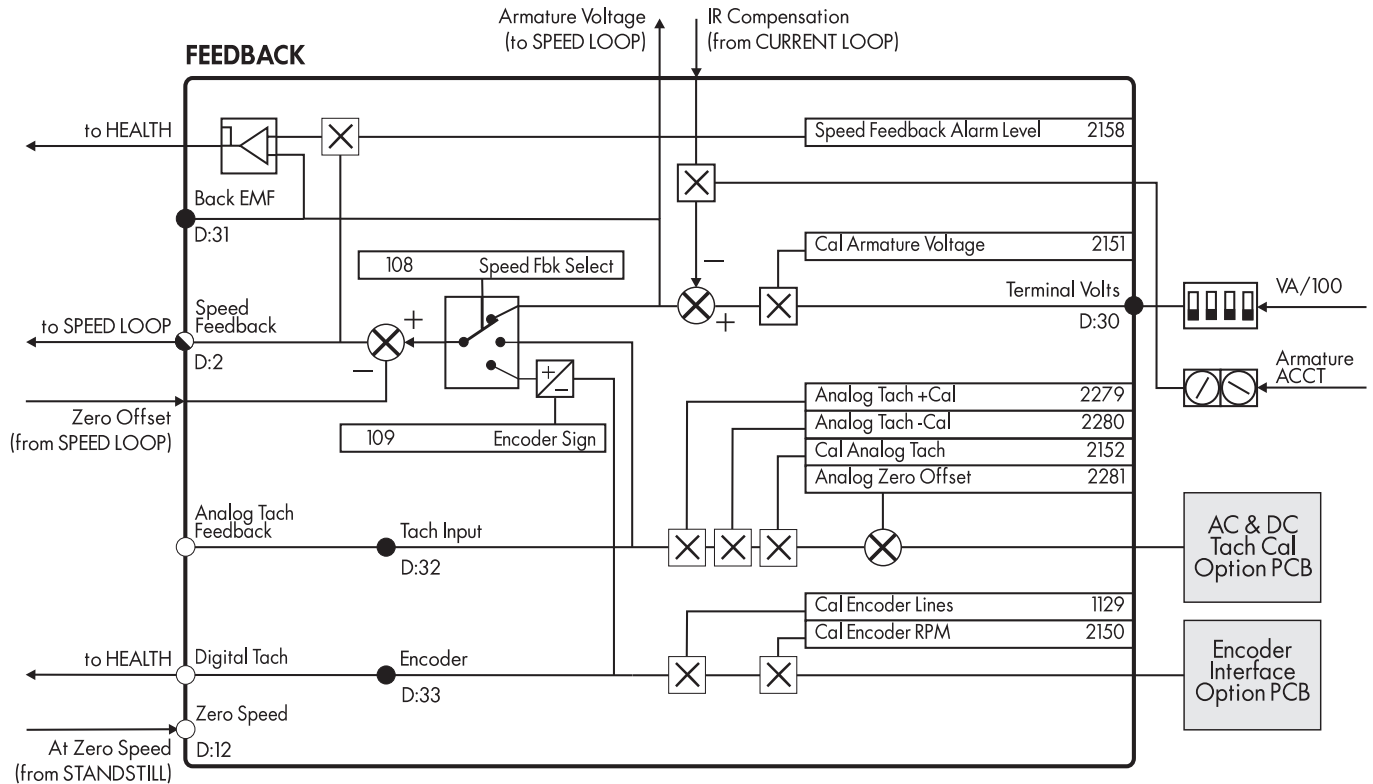 Armature Voltage
(to SPEED LOOP)
IR Compensation
(from CURRENT LOOP)
FEEDBACK
to HEALTH
Speed Feedback Alarm Level 2158
Back EMF
D:31
Cal Armature Voltage 2151
108 Speed Fbk Select
−
Terminal Volts
D:30
VA/100
to SPEED LOOP
Speed
Feedback
D:2
+
−
+
Armature
ACCT
+
−
Zero Offset
(from SPEED LOOP)
109 Encoder Sign
Analog Tach +Cal 2279
Analog Tach -Cal 2280
Cal Analog Tach 2152
Analog Zero Offset 2281
Analog Tach
Feedback
Tach Input
D:32
AC & DC
Tach Cal
Option PCB
Cal Encoder Lines 1129
Cal Encoder RPM 2150
to HEALTH
Digital Tach
Encoder
D:33
Encoder
Interface
Option PCB
Zero Speed
D:12
At Zero Speed
(from STANDSTILL)